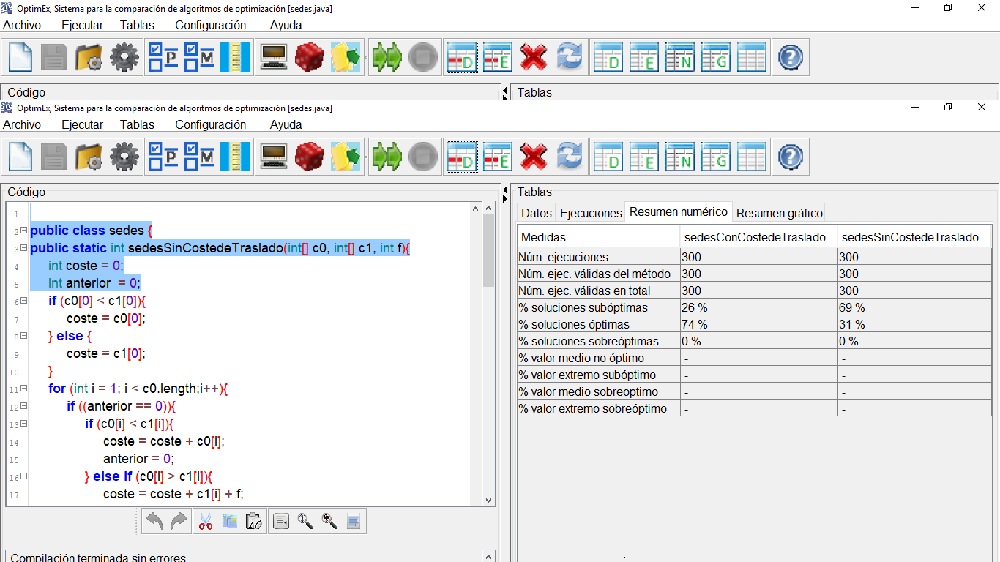 OptimEx, Sistema para la comparación de algoritmos de optimización [sedes.java]
Archivo Ejecutar Tablas Configuración Ayuda
P M D E D E N G ?
Código Tablas
OptimEx, Sistema para la comparación de algoritmos de optimización [sedes.java]
Archivo Ejecutar Tablas Configuración Ayuda
P M D E D E N G ?
Código
1
2 public class sedes {
3 public static int sedesSinCostedeTraslado(int[] c0, int[] c1, int f){
4 int coste = 0;
5 int anterior  = 0;
6 if (c0[0] < c1[0]){
7 coste = c0[0];
8 } else {
9 coste = c1[0];
10 }
11 for (int i = 1; i < c0.length;i++){
12 if ((anterior == 0)){
13 if (c0[i] < c1[i]){
14 coste = coste + c0[i];
15 anterior = 0;
16 } else if (c0[i] > c1[i]){
17 coste = coste + c1[i] + f;
Compilación terminada sin errores
Tablas
Datos Ejecuciones Resumen numérico Resumen gráfico
Medidas sedesConCostedeTraslado sedesSinCostedeTraslado
Núm. ejecuciones 300 300
Núm. ejec. válidas del método 300 300
Núm. ejec. válidas en total 300 300
% soluciones subóptimas 26 % 69 %
% soluciones óptimas 74 % 31 %
% soluciones sobreóptimas 0 % 0 %
% valor medio no óptimo - -
% valor extremo subóptimo - -
% valor medio sobreoptimo - -
% valor extremo sobreóptimo - -